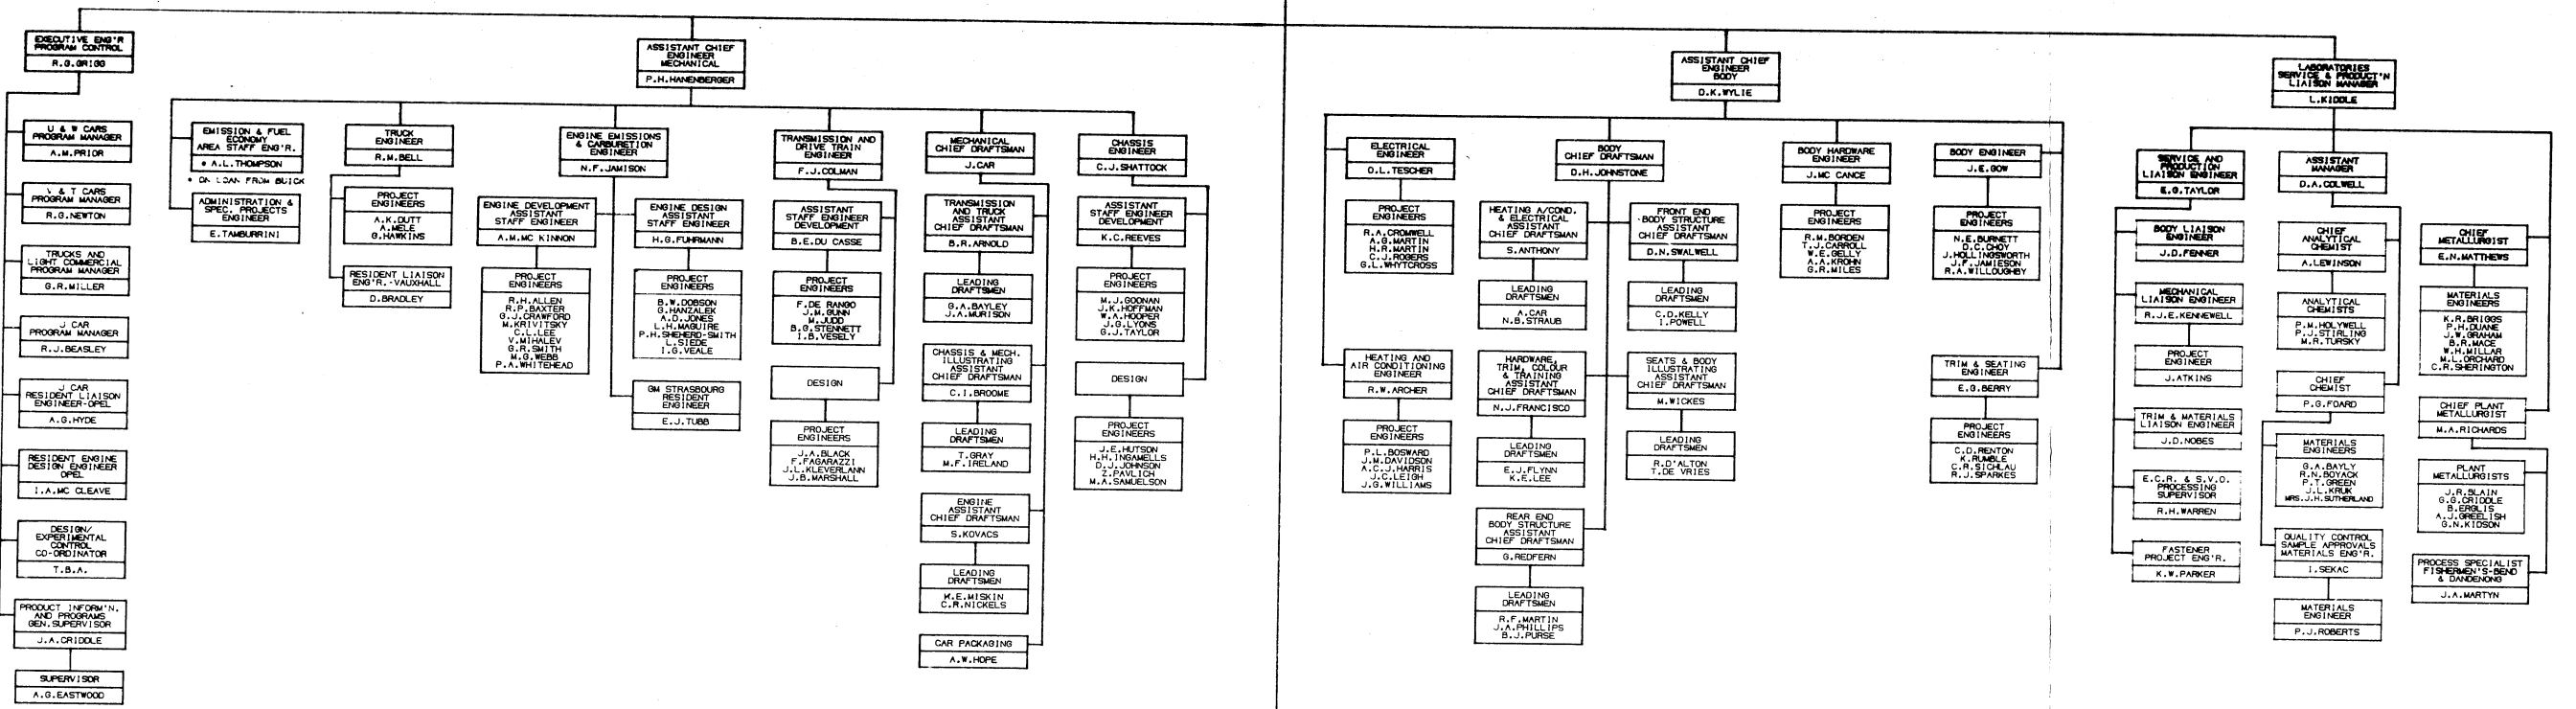 EXECUTIVE ENG'R
PROGRAM CONTROL
R.G.GRIGG
U & W CARS
PROGRAM MANAGER
A.M.PRIOR
V & T CARS
PROGRAM MANAGER
R.G.NEWTON
TRUCKS AND
LIGHT COMMERCIAL
PROGRAM MANAGER
G.R.MILLER
J CAR
PROGRAM MANAGER
R.J.BEASLEY
J CAR
RESIDENT LIAISON
ENGINEER-OPEL
A.G.HYDE
RESIDENT ENGINE
DESIGN ENGINEER
OPEL
I.A.MC CLEAVE
DESIGN/
EXPERIMENTAL
CONTROL
CO-ORDINATOR
T.B.A.
PRODUCT INFORM'N.
AND PROGRAMS
GEN.SUPERVISOR
J.A.CRIDDLE
SUPERVISOR
A.G.EASTWOOD
ASSISTANT CHIEF
ENGINEER
MECHANICAL
P.H.HANENBERGER
EMISSION & FUEL
ECONOMY
AREA STAFF ENG'R.
* A.L.THOMPSON
* ON LOAN FROM BUICK
ADMINISTRATION &
SPEC. PROJECTS
ENGINEER
E.TAMBURRINI
TRUCK
ENGINEER
R.M.BELL
PROJECT
ENGINEERS
A.K.DUTT
A.MELE
G.HAWKINS
RESIDENT LIAISON
ENG'R.-VAUXHALL
D.BRADLEY
ENGINE EMISSIONS
& CARBURETION
ENGINEER
N.F.JAMISON
ENGINE DEVELOPMENT
ASSISTANT
STAFF ENGINEER
A.M.MC KINNON
PROJECT
ENGINEERS
R.H.ALLEN
R.P.BAXTER
G.J.CRAWFORD
M.KRIVITSKY
C.L.LEE
V.MIHALEV
G.R.SMITH
M.G.WEBB
P.A.WHITEHEAD
ENGINE DESIGN
ASSISTANT
STAFF ENGINEER
H.G.FUHRMANN
PROJECT
ENGINEERS
B.W.DOBSON
G.HANZALEK
A.D.JONES
L.H.MAGUIRE
P.H.SHEHERD-SMITH
L.SIEDE
I.G.VEALE
GM STRASBOURG
RESIDENT
ENGINEER
E.J.TUBB
TRANSMISSION AND
DRIVE TRAIN
ENGINEER
F.J.COLMAN
ASSISTANT
STAFF ENGINEER
DEVELOPMENT
B.E.DU CASSE
PROJECT
ENGINEERS
F.DE RANGO
J.M.GUNN
M.JUDD
B.G.STENNETT
I.B.VESELY
DESIGN
PROJECT
ENGINEERS
J.A.BLACK
F.FAGARAZZI
J.L.KLEVERLANN
J.B.MARSHALL
MECHANICAL
CHIEF DRAFTSMAN
J.CAR
TRANSMISSION
AND TRUCK
ASSISTANT
CHIEF DRAFTSMAN
B.R.ARNOLD
LEADING
DRAFTSMEN
G.A.BAYLEY
J.A.MURISON
CHASSIS & MECH.
ILLUSTRATING
ASSISTANT
CHIEF DRAFTSMAN
C.I.BROOME
LEADING
DRAFTSMEN
T.GRAY
M.F.IRELAND
ENGINE
ASSISTANT
CHIEF DRAFTSMAN
S.KOVACS
LEADING
DRAFTSMEN
K.E.MISKIN
C.R.NICKELS
CAR PACKAGING
A.W.HOPE
CHASSIS
ENGINEER
C.J.SHATTOCK
ASSISTANT
STAFF ENGINEER
DEVELOPMENT
K.C.REEVES
PROJECT
ENGINEERS
M.J.GOONAN
J.K.HOFFMAN
W.A.HOOPER
J.G.LYONS
G.J.TAYLOR
DESIGN
PROJECT
ENGINEERS
J.E.HUTSON
H.H.INGAMELLS
D.J.JOHNSON
Z.PAVLICH
M.A.SAMUELSON
ASSISTANT CHIEF
ENGINEER
BODY
D.K.WYLIE
ELECTRICAL
ENGINEER
O.L.TESCHER
PROJECT
ENGINEERS
R.A.CROMWELL
A.G.MARTIN
H.R.MARTIN
C.J.ROGERS
G.L.WHYTCROSS
HEATING AND
AIR CONDITIONING
ENGINEER
R.W.ARCHER
PROJECT
ENGINEERS
P.L.BOSWARD
J.M.DAVIDSON
A.C.J.HARRIS
J.C.LEIGH
J.G.WILLIAMS
BODY
CHIEF DRAFTSMAN
D.H.JOHNSTONE
HEATING A/COND.
& ELECTRICAL
ASSISTANT
CHIEF DRAFTSMAN
S.ANTHONY
LEADING
DRAFTSMEN
A.CAR
N.B.STRAUB
HARDWARE,
TRIM, COLOUR
& TRAINING
ASSISTANT
CHIEF DRAFTSMAN
N.J.FRANCISCO
LEADING
DRAFTSMEN
E.J.FLYNN
K.E.LEE
REAR END
BODY STRUCTURE
ASSISTANT
CHIEF DRAFTSMAN
G.REDFERN
LEADING
DRAFTSMEN
R.F.MARTIN
J.A.PHILLIPS
B.J.PURSE
FRONT END
BODY STRUCTURE
ASSISTANT
CHIEF DRAFTSMAN
D.N.SWALWELL
LEADING
DRAFTSMEN
C.D.KELLY
I.POWELL
SEATS & BODY
ILLUSTRATING
ASSISTANT
CHIEF DRAFTSMAN
M.WICKES
LEADING
DRAFTSMEN
R.D'ALTON
T.DE VRIES
BODY HARDWARE
ENGINEER
J.MC CANCE
PROJECT
ENGINEERS
R.M.BORDEN
T.J.CARROLL
W.E.GELLY
A.A.KROHN
G.R.MILES
BODY ENGINEER
J.E.GOW
PROJECT
ENGINEERS
N.E.BURNETT
D.C.CHOY
J.HOLLINGSWORTH
J.F.JAMIESON
R.A.WILLOUGHBY
TRIM & SEATING
ENGINEER
E.G.BERRY
PROJECT
ENGINEERS
C.D.RENTON
K.RUMBLE
C.R.SICHLAU
R.J.SPARKES
LABORATORIES
SERVICE & PRODUCT'N
LIAISON MANAGER
L.KIDDLE
SERVICE AND
PRODUCTION
LIAISON ENGINEER
E.G.TAYLOR
BODY LIAISON
ENGINEER
J.D.FENNER
MECHANICAL
LIAISON ENGINEER
R.J.E.KENNEWELL
PROJECT
ENGINEER
J.ATKINS
TRIM & MATERIALS
LIAISON ENGINEER
J.D.NOBES
E.C.R. & S.V.O.
PROCESSING
SUPERVISOR
R.H.WARREN
FASTENER
PROJECT ENG'R.
K.W.PARKER
ASSISTANT
MANAGER
D.A.COLWELL
CHIEF
ANALYTICAL
CHEMIST
A.LEWINSON
ANALYTICAL
CHEMISTS
P.M.HOLYWELL
P.J.STIRLING
M.R.TURSKY
CHIEF
CHEMIST
P.G.FOARD
MATERIALS
ENGINEERS
G.A.BAYLY
R.N.BOYACK
P.T.GREEN
J.L.KRUK
MRS.J.H.SUTHERLAND
QUALITY CONTROL
SAMPLE APPROVALS
MATERIALS ENG'R.
I.SEKAC
MATERIALS
ENGINEER
P.J.ROBERTS
CHIEF
METALLURGIST
E.N.MATTHEWS
MATERIALS
ENGINEERS
K.R.BRIGGS
P.H.DUANE
J.W.GRAHAM
B.R.MACE
W.H.MILLAR
M.L.ORCHARD
C.R.SHERINGTON
CHIEF PLANT
METALLURGIST
M.A.RICHARDS
PLANT
METALLURGISTS
J.R.BLAIN
G.G.CRIDDLE
B.ERGLIS
A.J.GREELISH
G.N.KIDSON
PROCESS SPECIALIST
FISHERMEN'S-BEND
& DANDENONG
J.A.MARTYN